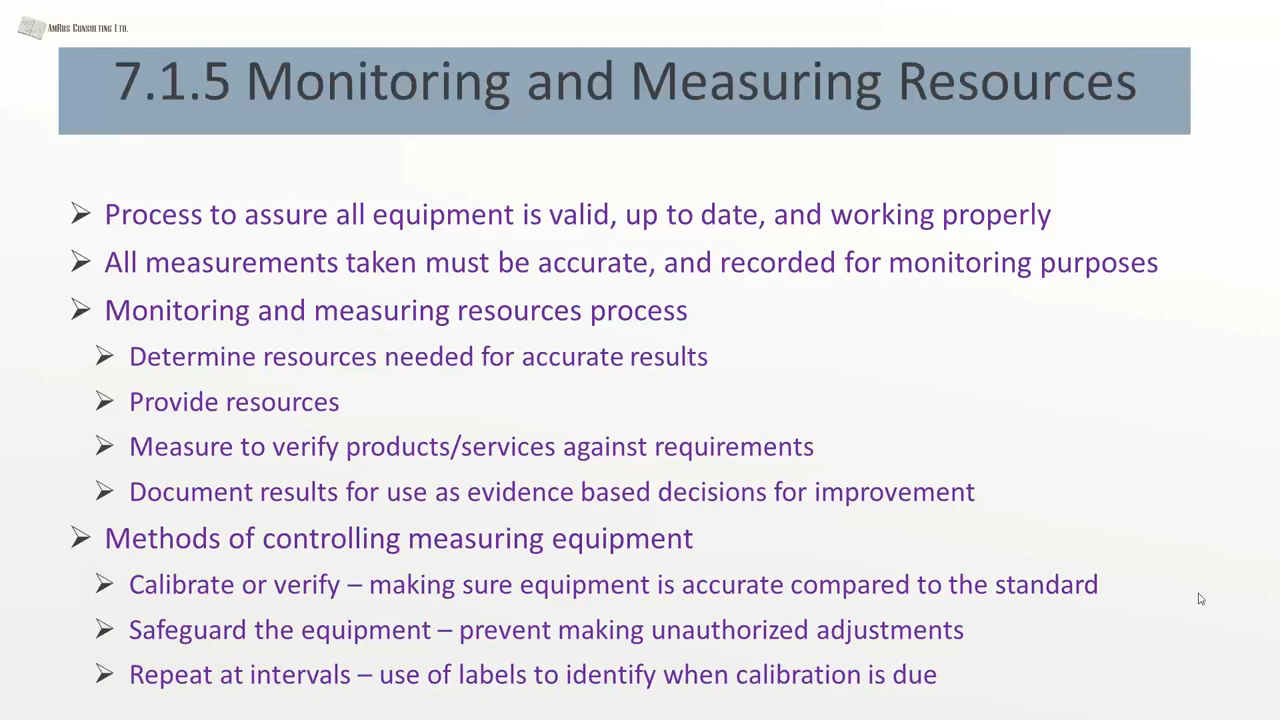 AmRus Consulting Ltd.
7.1.5 Monitoring and Measuring Resources
Process to assure all equipment is valid, up to date, and working properly
All measurements taken must be accurate, and recorded for monitoring purposes
Monitoring and measuring resources process
Determine resources needed for accurate results
Provide resources
Measure to verify products/services against requirements
Document results for use as evidence based decisions for improvement
Methods of controlling measuring equipment
Calibrate or verify – making sure equipment is accurate compared to the standard
Safeguard the equipment – prevent making unauthorized adjustments
Repeat at intervals – use of labels to identify when calibration is due